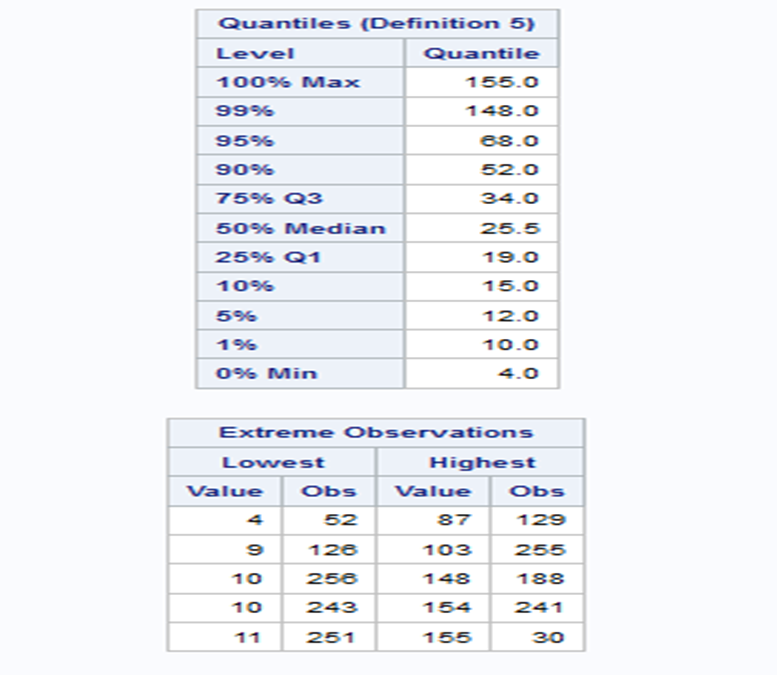 Quantiles (Definition 5)
Level Quantile
100% Max 155.0
99% 148.0
95% 68.0
90% 52.0
75% Q3 34.0
50% Median 25.5
25% Q1 19.0
10% 15.0
5% 12.0
1% 10.0
0% Min 4.0
Extreme Observations
Lowest Highest
Value Obs Value Obs
4 52 87 129
9 126 103 255
10 256 148 188
10 243 154 241
11 251 155 30